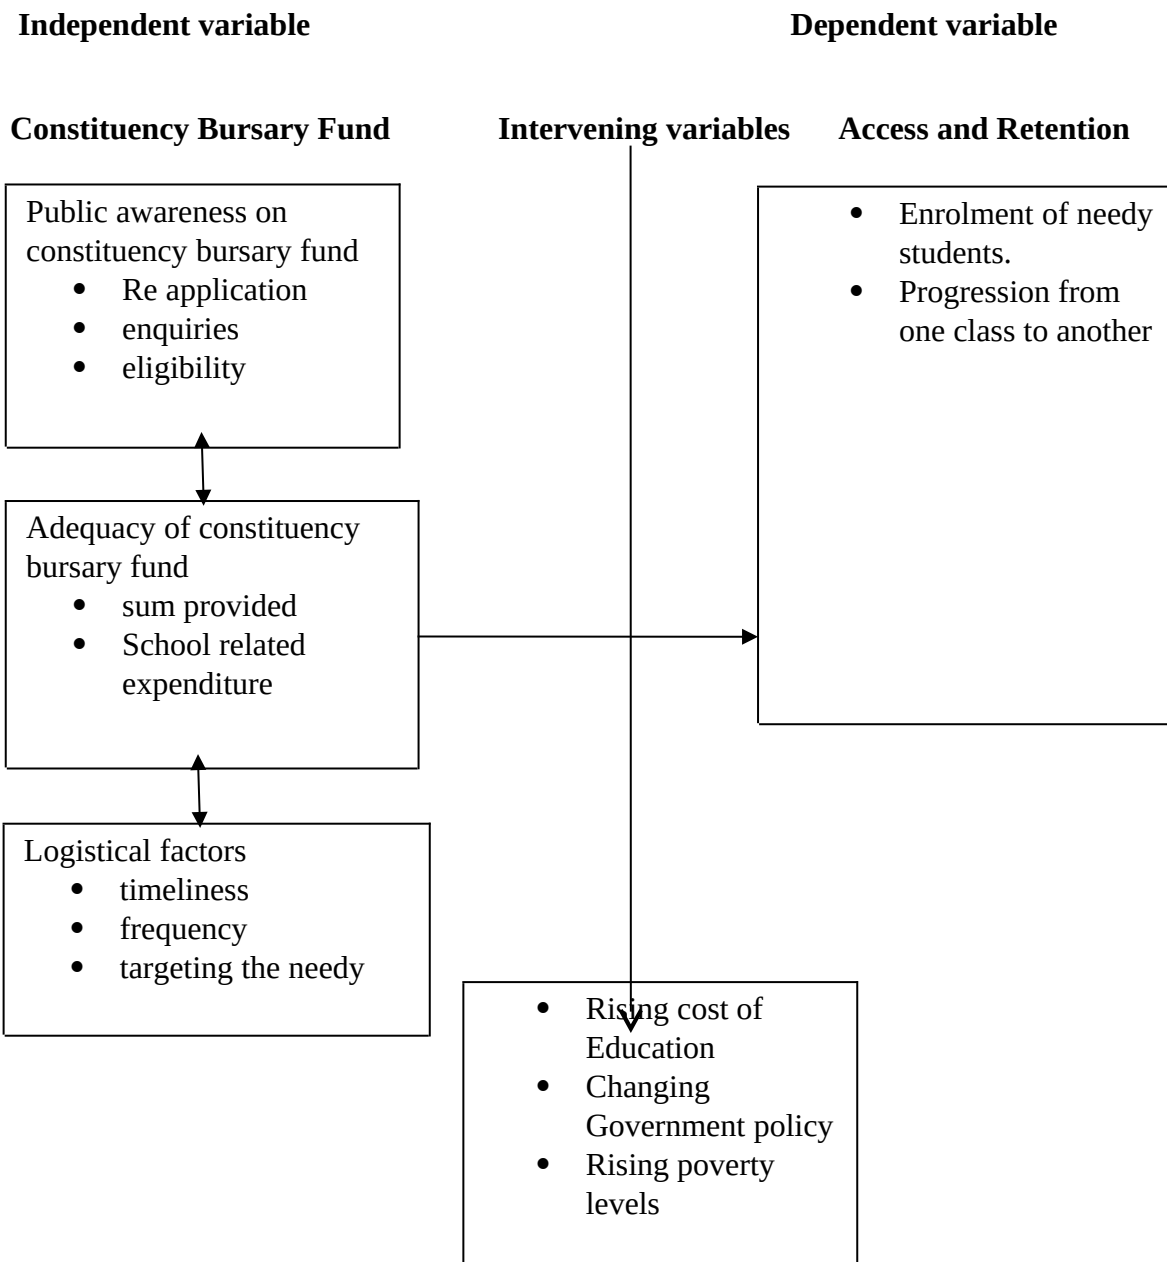 Independent variable
Dependent variable
Constituency Bursary Fund
Intervening variables
Access and Retention
Public awareness on
constituency bursary fund
• Re application
• enquiries
• eligibility
Adequacy of constituency
bursary fund
• sum provided
• School related
expenditure
Logistical factors
• timeliness
• frequency
• targeting the needy
• Enrolment of needy
students.
• Progression from
one class to another
• Rising cost of
Education
• Changing
Government policy
• Rising poverty
levels